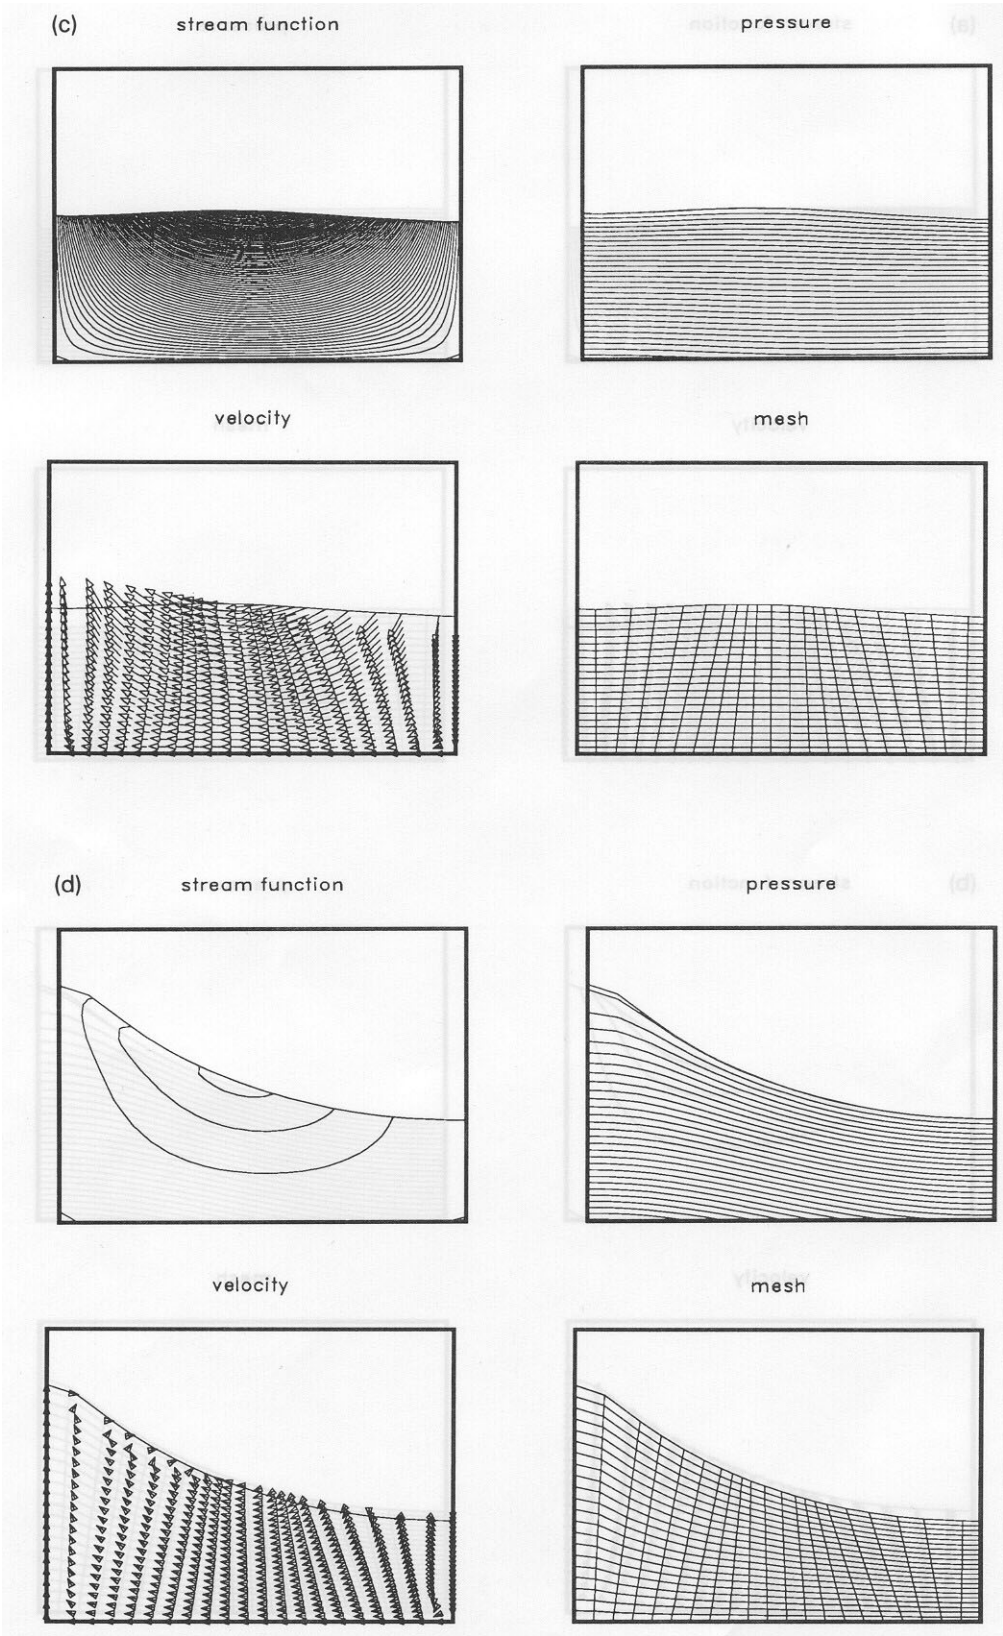 (c) stream function pressure
velocity mesh
(d) stream function pressure
velocity mesh